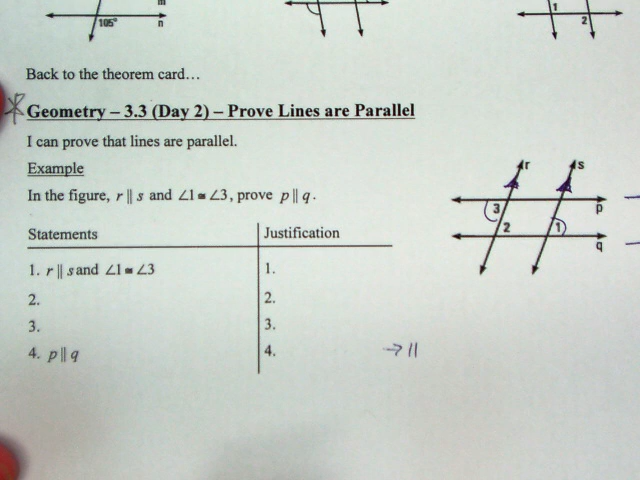 m
105°
n
1
2
Back to the theorem card...
Geometry – 3.3 (Day 2) – Prove Lines are Parallel
I can prove that lines are parallel.
Example
In the figure, r || s and ∠1 ≅ ∠3, prove p || q.
Statements Justification
1. r || s and ∠1 ≅ ∠3 1.
2. 2.
3. 3.
4. p || q 4. → ||
r s
3 p
2 1
q